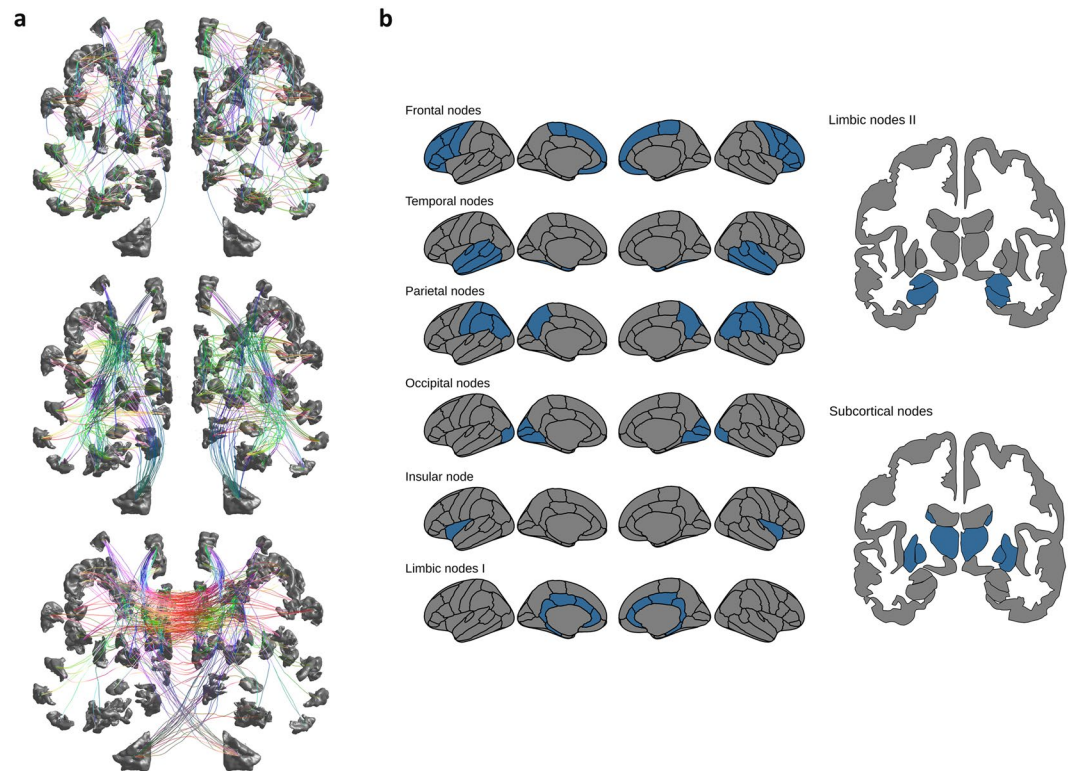 a
b
Frontal nodes
Temporal nodes
Parietal nodes
Occipital nodes
Insular node
Limbic nodes I
Limbic nodes II
Subcortical nodes